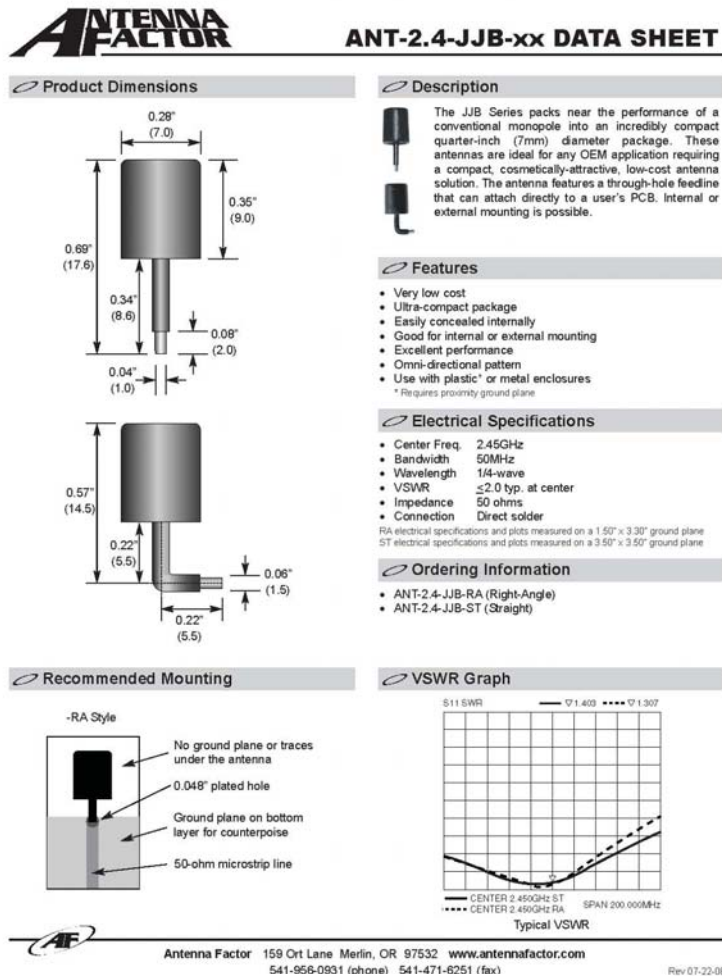 ANTENNA
FACTOR
ANT-2.4-JJB-xx DATA SHEET
Product Dimensions
0.28"
(7.0)
0.35"
(9.0)
0.69"
(17.6)
0.34"
(8.6)
0.08"
(2.0)
0.04"
(1.0)
0.57"
(14.5)
0.22"
(5.5)
0.06"
(1.5)
0.22"
(5.5)
Description
The JJB Series packs near the performance of a
conventional monopole into an incredibly compact
quarter-inch (7mm) diameter package. These
antennas are ideal for any OEM application requiring
a compact, cosmetically-attractive, low-cost antenna
solution. The antenna features a through-hole feedline
that can attach directly to a user's PCB. Internal or
external mounting is possible.
Features
• Very low cost
• Ultra-compact package
• Easily concealed internally
• Good for internal or external mounting
• Excellent performance
• Omni-directional pattern
• Use with plastic* or metal enclosures
* Requires proximity ground plane
Electrical Specifications
• Center Freq. 2.45GHz
• Bandwidth 50MHz
• Wavelength 1/4-wave
• VSWR ≤2.0 typ. at center
• Impedance 50 ohms
• Connection Direct solder
RA electrical specifications and plots measured on a 1.50" x 3.30" ground plane
ST electrical specifications and plots measured on a 3.50" x 3.50" ground plane
Ordering Information
• ANT-2.4-JJB-RA (Right-Angle)
• ANT-2.4-JJB-ST (Straight)
Recommended Mounting
-RA Style
No ground plane or traces
under the antenna
0.048" plated hole
Ground plane on bottom
layer for counterpoise
50-ohm microstrip line
VSWR Graph
S11 SWR ▽ 1.403 ▽ 1.307
CENTER 2.450GHz ST
CENTER 2.450GHz RA SPAN 200.000MHz
Typical VSWR
AF
Antenna Factor 159 Ort Lane Merlin, OR 97532 www.antennafactor.com
541-956-0931 (phone) 541-471-6251 (fax)
Rev 07-22-08